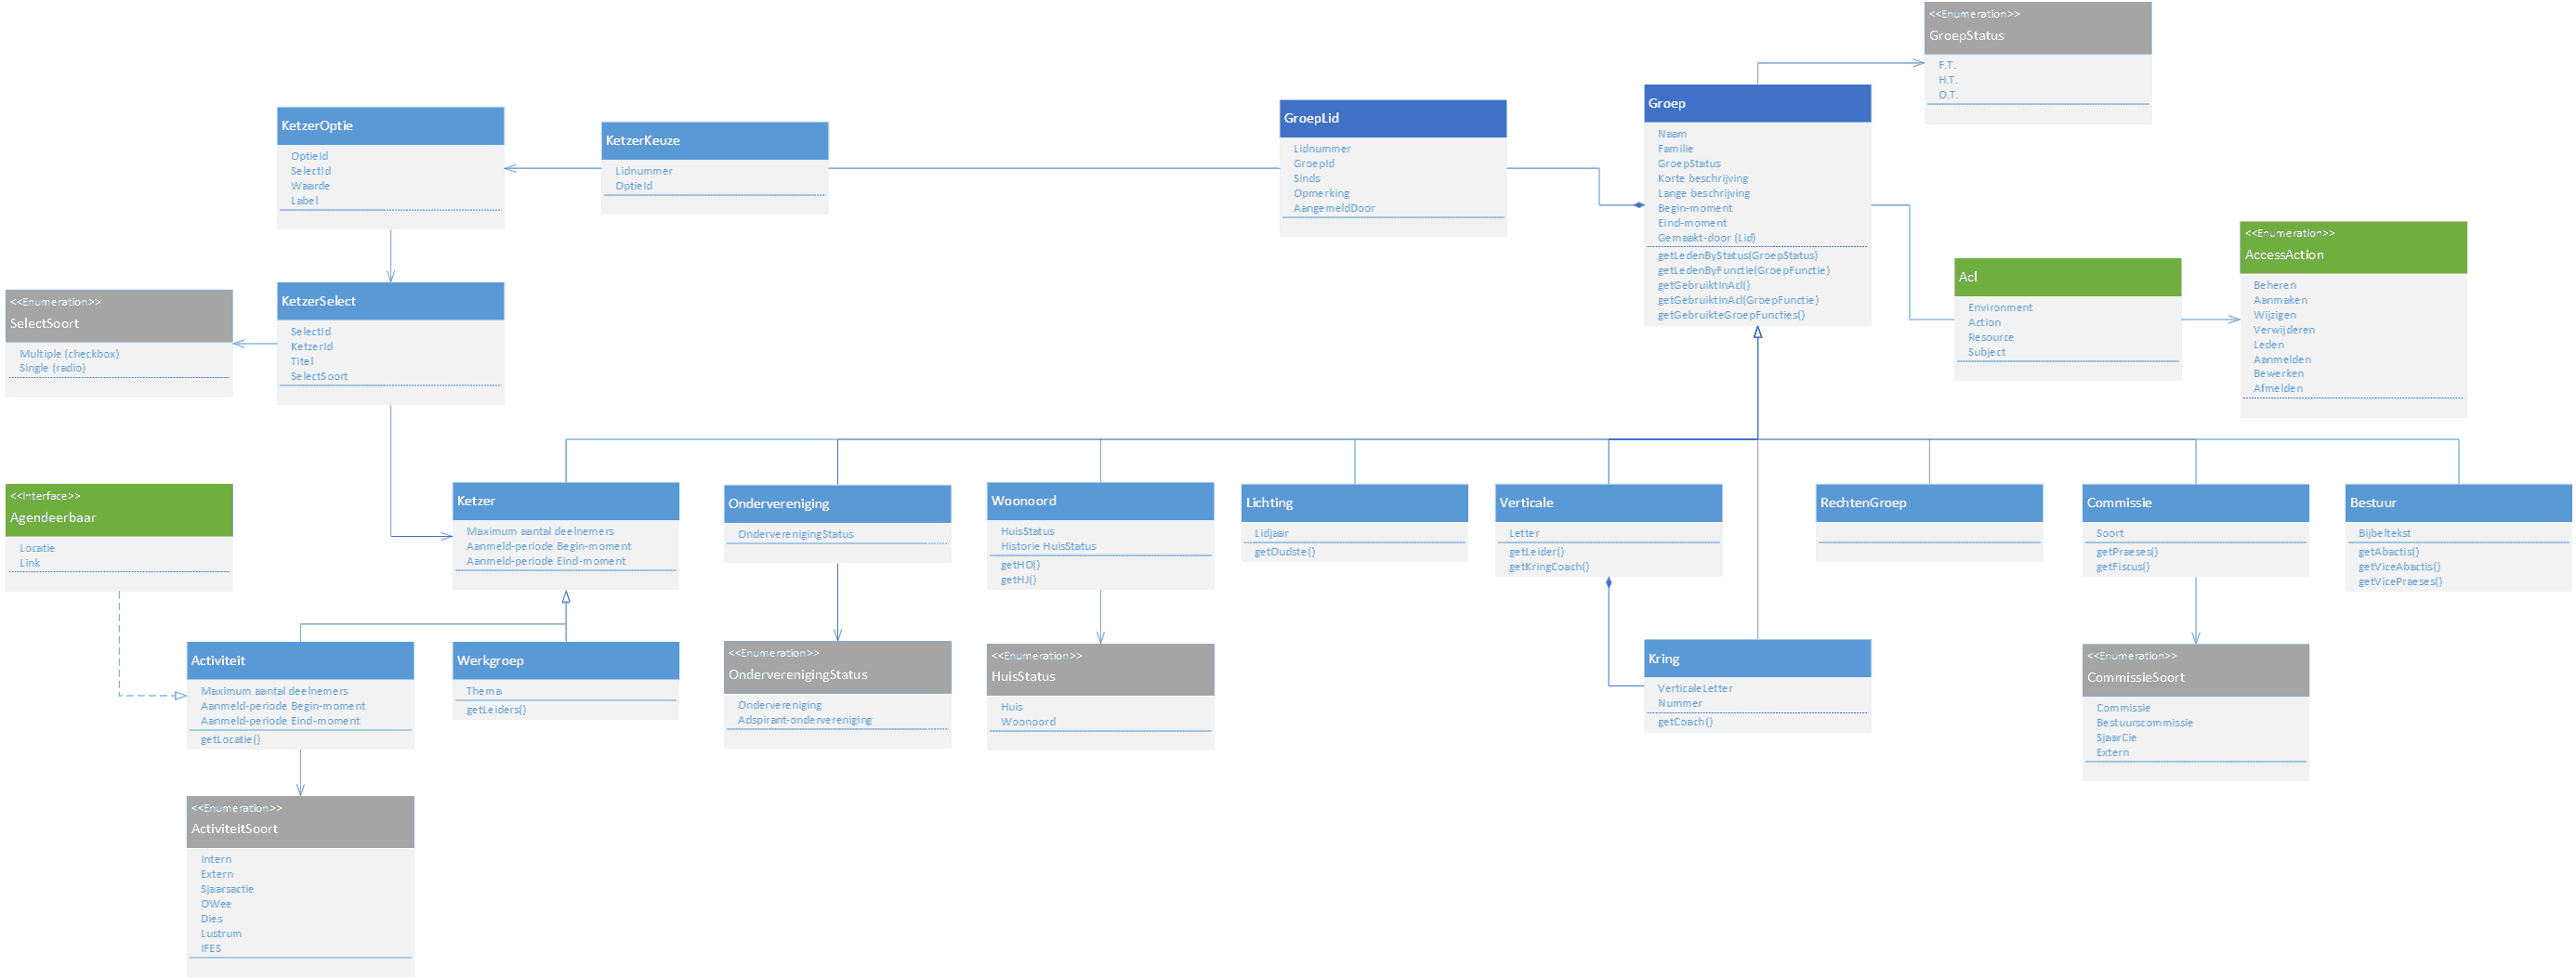 <<Enumeration>>
GroepStatus
F.T.
H.T.
O.T.
Groep
Naam
Familie
GroepStatus
Korte beschrijving
Lange beschrijving
Begin-moment
Eind-moment
Gemaakt-door (Lid)
getLedenByStatus(GroepStatus)
getLedenByFunctie(GroepFunctie)
getGebruiktInAcl()
getGebruiktInAcl(GroepFunctie)
getGebruikteGroepFuncties()
GroepLid
Lidnummer
GroepId
Sinds
Opmerking
AangemeldDoor
KetzerKeuze
Lidnummer
OptieId
KetzerOptie
OptieId
SelectId
Waarde
Label
KetzerSelect
SelectId
KetzerId
Titel
SelectSoort
<<Enumeration>>
SelectSoort
Multiple (checkbox)
Single (radio)
Acl
Environment
Action
Resource
Subject
<<Enumeration>>
AccessAction
Beheren
Aanmaken
Wijzigen
Verwijderen
Leden
Aanmelden
Bewerken
Afmelden
<<Interface>>
Agendeerbaar
Locatie
Link
Ketzer
Maximum aantal deelnemers
Aanmeld-periode Begin-moment
Aanmeld-periode Eind-moment
Ondervereniging
OnderverenigingStatus
Woonoord
HuisStatus
Historie HuisStatus
getHO()
getHJ()
Lichting
Lidjaar
getOudste()
Verticale
Letter
getLeider()
getKringCoach()
RechtenGroep
Commissie
Soort
getPraeses()
getFiscus()
Bestuur
Bijbeltekst
getAbactis()
getViceAbactis()
getVicePraeses()
Activiteit
Maximum aantal deelnemers
Aanmeld-periode Begin-moment
Aanmeld-periode Eind-moment
getLocatie()
Werkgroep
Thema
getLeiders()
<<Enumeration>>
OnderverenigingStatus
Ondervereniging
Adspirant-ondervereniging
<<Enumeration>>
HuisStatus
Huis
Woonoord
Kring
VerticaleLetter
Nummer
getCoach()
<<Enumeration>>
CommissieSoort
Commissie
Bestuurscommissie
SjaarCie
Extern
<<Enumeration>>
ActiviteitSoort
Intern
Extern
Sjaarsactie
OWee
Dies
Lustrum
IFES